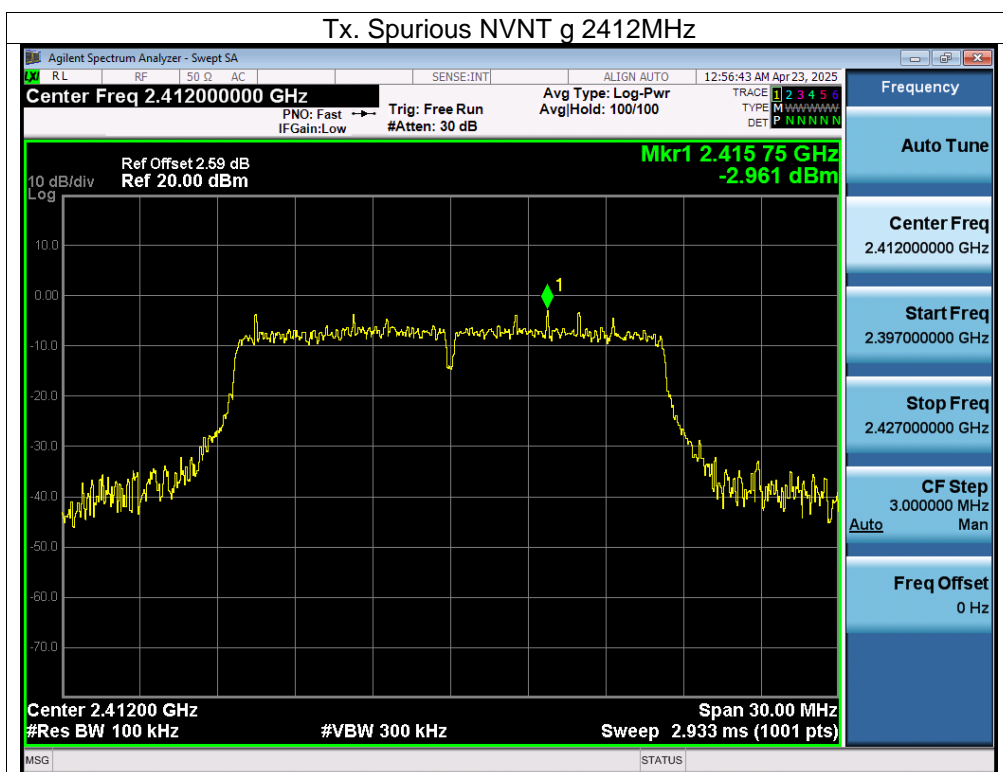 Tx. Spurious NVNT g 2412MHz
Agilent Spectrum Analyzer - Swept SA
LXI RL RF 50 Ω AC SENSE:INT ALIGN AUTO 12:56:43 AM Apr 23, 2025
Center Freq 2.412000000 GHz
PNO: Fast
IFGain:Low
Trig: Free Run
#Atten: 30 dB
Avg Type: Log-Pwr
Avg|Hold: 100/100
TRACE 1 2 3 4 5 6
TYPE M WWWWW
DET P N N N N N
Frequency
Mkr1 2.415 75 GHz
-2.961 dBm
Ref Offset 2.59 dB
10 dB/div Ref 20.00 dBm
Log
10.0
0.00
-10.0
-20.0
-30.0
-40.0
-50.0
-60.0
-70.0
1
Center 2.41200 GHz Span 30.00 MHz
#Res BW 100 kHz #VBW 300 kHz Sweep 2.933 ms (1001 pts)
MSG STATUS
Auto Tune
Center Freq
2.412000000 GHz
Start Freq
2.397000000 GHz
Stop Freq
2.427000000 GHz
CF Step
3.000000 MHz
Auto Man
Freq Offset
0 Hz